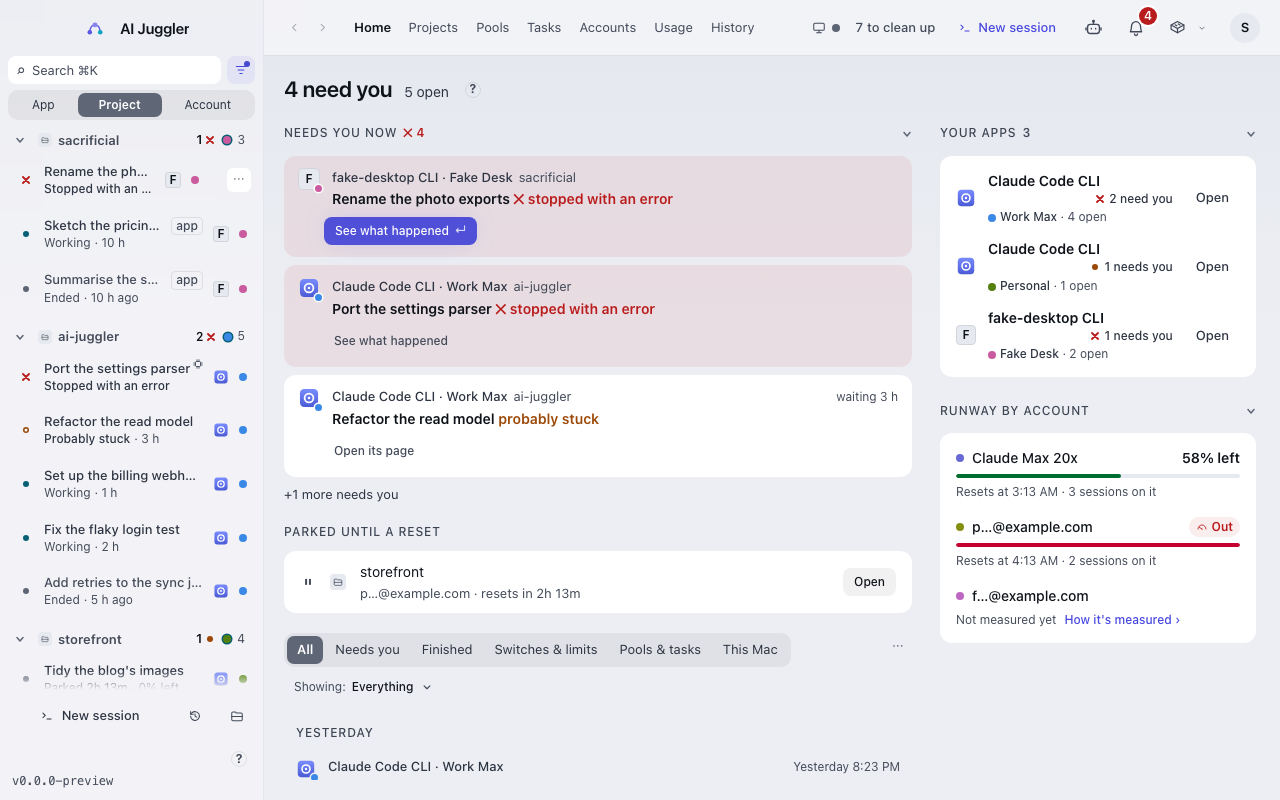 AI Juggler
Search ⌘K
App Project Account
sacrificial 1 3
Rename the ph...
Stopped with an ...
F
Sketch the pricin... app
Working · 10 h
F
Summarise the s... app
Ended · 10 h ago
F
ai-juggler 2 5
Port the settings parser
Stopped with an error
Refactor the read model
Probably stuck · 3 h
Set up the billing webh...
Working · 1 h
Fix the flaky login test
Working · 2 h
Add retries to the sync j...
Ended · 5 h ago
storefront 1 4
Tidy the blog's images
Parked 2h 13m · 0% left
New session
?
v0.0.0-preview
Home Projects Pools Tasks Accounts Usage History
7 to clean up
New session
4
S
4 need you 5 open ?
NEEDS YOU NOW 4
F
fake-desktop CLI · Fake Desk sacrificial
Rename the photo exports stopped with an error
See what happened ↵
Claude Code CLI · Work Max ai-juggler
Port the settings parser stopped with an error
See what happened
Claude Code CLI · Work Max ai-juggler waiting 3 h
Refactor the read model probably stuck
Open its page
+1 more needs you
PARKED UNTIL A RESET
storefront
p...@example.com · resets in 2h 13m
Open
All Needs you Finished Switches & limits Pools & tasks This Mac
...
Showing: Everything
YESTERDAY
Claude Code CLI · Work Max Yesterday 8:23 PM
YOUR APPS 3
Claude Code CLI
2 need you
Work Max · 4 open
Open
Claude Code CLI
1 needs you
Personal · 1 open
Open
F
fake-desktop CLI
1 needs you
Fake Desk · 2 open
Open
RUNWAY BY ACCOUNT
Claude Max 20x 58% left
Resets at 3:13 AM · 3 sessions on it
p...@example.com Out
Resets at 4:13 AM · 2 sessions on it
f...@example.com
Not measured yet How it's measured ›